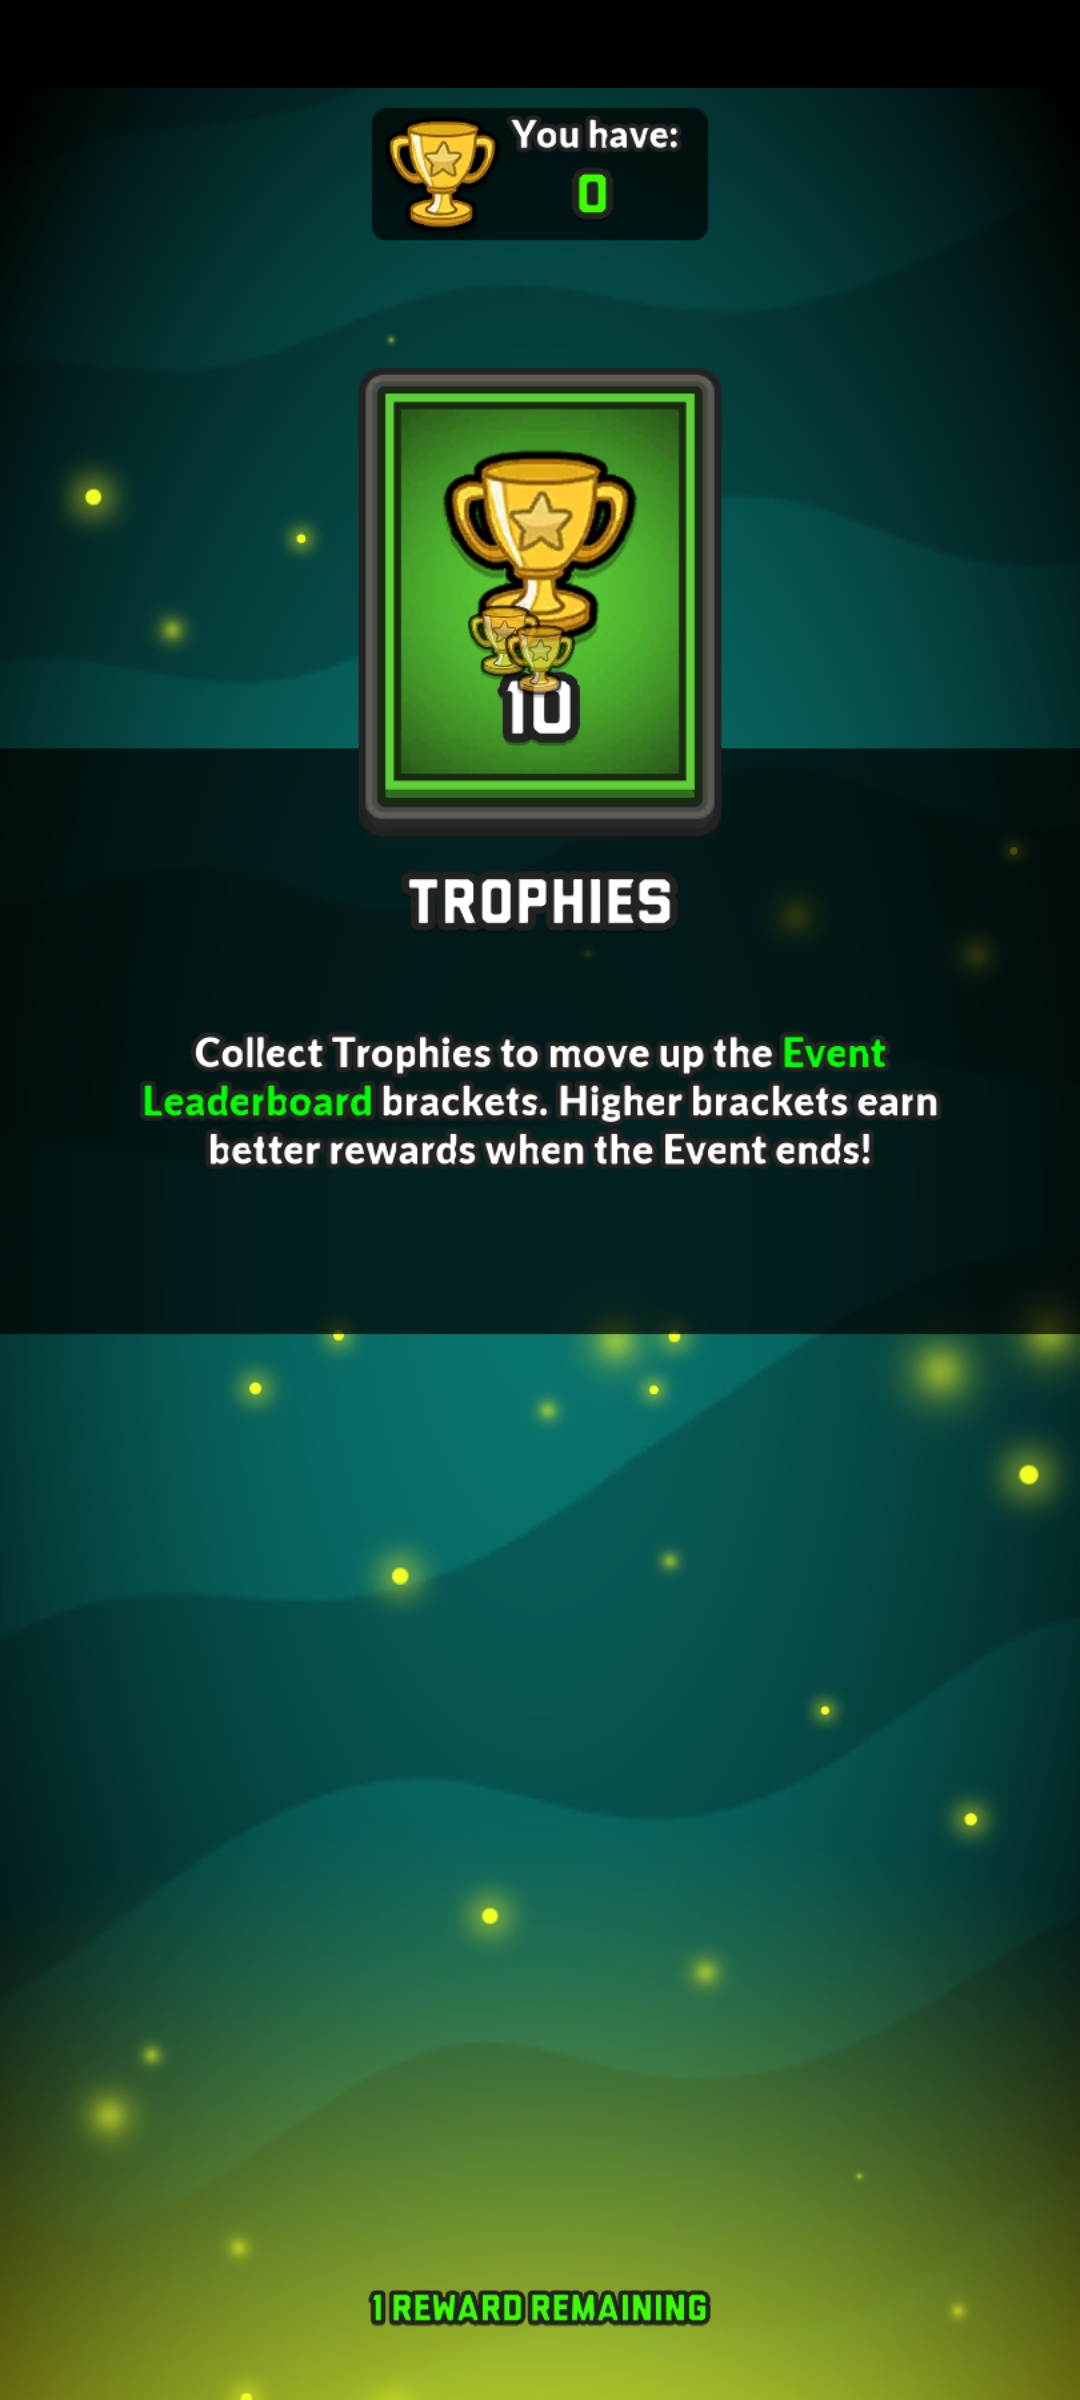 You have:
0
10
TROPHIES
Collect Trophies to move up the Event
Leaderboard brackets. Higher brackets earn
better rewards when the Event ends!
1 REWARD REMAINING